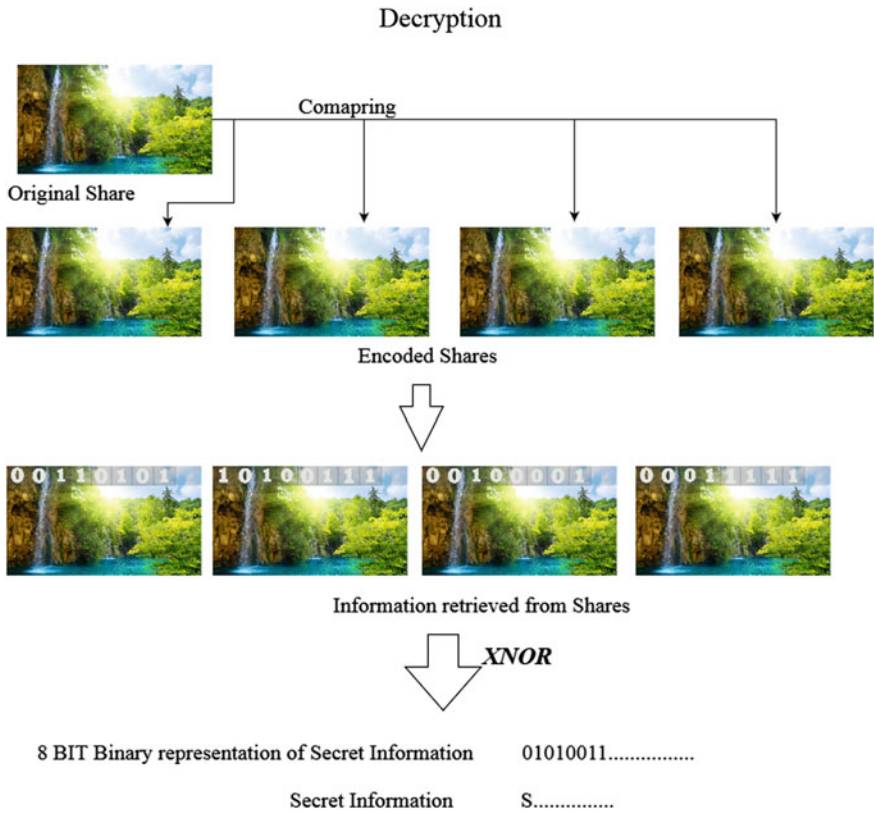 Decryption
Comapring
Original Share
Encoded Shares
0 0 1 1 0 1 0 1
1 0 1 0 0 1 1 1
0 0 1 0 0 0 0 1
0 0 0 1 1 1 1 1
Information retrieved from Shares
XNOR
8 BIT Binary representation of Secret Information 01010011................
Secret Information S...............